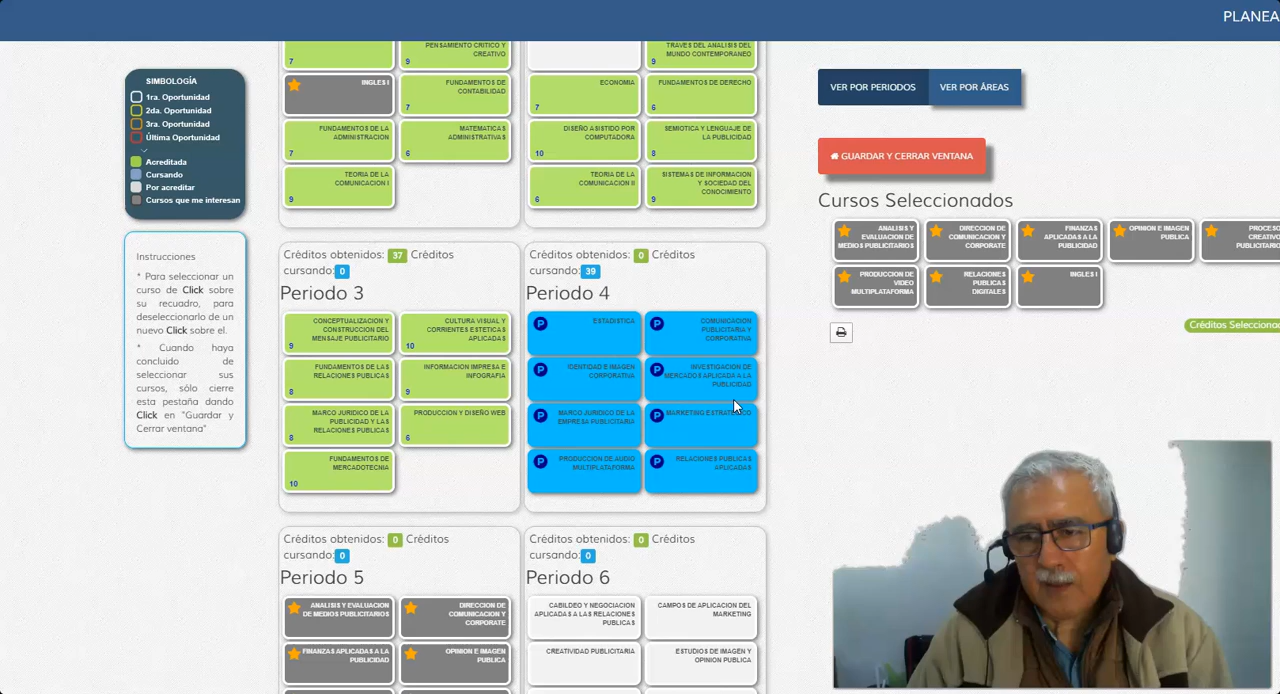 PLANEA
SIMBOLOGÍA
1ra. Oportunidad
2da. Oportunidad
3ra. Oportunidad
Última Oportunidad
Acreditada
Cursando
Por acreditar
Cursos que me interesan
Instrucciones
* Para seleccionar un
curso de Click sobre
su recuadro, para
deseleccionarlo de un
nuevo Click sobre el.
* Cuando haya
concluido de
seleccionar sus
cursos, sólo cierre
esta pestaña dando
Click en "Guardar y
Cerrar ventana"
7
PENSAMIENTO CRITICO Y
CREATIVO
9
INGLES I
FUNDAMENTOS DE
CONTABILIDAD
7
FUNDAMENTOS DE LA
ADMINISTRACION
7
MATEMATICAS
ADMINISTRATIVAS
6
TEORIA DE LA
COMUNICACION I
9
TRAVES DEL ANALISIS DEL
MUNDO CONTEMPORANEO
9
ECONOMIA
7
FUNDAMENTOS DE DERECHO
6
DISEÑO ASISTIDO POR
COMPUTADORA
10
SEMIOTICA Y LENGUAJE DE
LA PUBLICIDAD
8
TEORIA DE LA
COMUNICACION II
6
SISTEMAS DE INFORMACION
Y SOCIEDAD DEL
CONOCIMIENTO
9
Créditos obtenidos: 37 Créditos
cursando: 0
Periodo 3
CONCEPTUALIZACION Y
CONSTRUCCION DEL
MENSAJE PUBLICITARIO
9
CULTURA VISUAL Y
CORRIENTES ESTETICAS
APLICADAS
10
FUNDAMENTOS DE LAS
RELACIONES PUBLICAS
8
INFORMACION IMPRESA E
INFOGRAFIA
9
MARCO JURIDICO DE LA
PUBLICIDAD Y LAS
RELACIONES PUBLICAS
8
PRODUCCION Y DISEÑO WEB
6
FUNDAMENTOS DE
MERCADOTECNIA
10
Créditos obtenidos: 0 Créditos
cursando: 39
Periodo 4
P ESTADISTICA
P COMUNICACION
PUBLICITARIA Y
CORPORATIVA
P IDENTIDAD E IMAGEN
CORPORATIVA
P INVESTIGACION DE
MERCADOS APLICADA A LA
PUBLICIDAD
P MARCO JURIDICO DE LA
EMPRESA PUBLICITARIA
P MARKETING ESTRATEGICO
P PRODUCCION DE AUDIO
MULTIPLATAFORMA
P RELACIONES PUBLICAS
APLICADAS
Créditos obtenidos: 0 Créditos
cursando: 0
Periodo 5
ANALISIS Y EVALUACION
DE MEDIOS PUBLICITARIOS
DIRECCION DE
COMUNICACION Y
CORPORATE
FINANZAS APLICADAS A LA
PUBLICIDAD
OPINION E IMAGEN
PUBLICA
Créditos obtenidos: 0 Créditos
cursando: 0
Periodo 6
CABILDEO Y NEGOCIACION
APLICADAS A LAS RELACIONES
PUBLICAS
CAMPOS DE APLICACION DEL
MARKETING
CREATIVIDAD PUBLICITARIA
ESTUDIOS DE IMAGEN Y
OPINION PUBLICA
VER POR PERIODOS
VER POR ÁREAS
GUARDAR Y CERRAR VENTANA
Cursos Seleccionados
ANALISIS Y
EVALUACION DE
MEDIOS PUBLICITARIOS
DIRECCION DE
COMUNICACION Y
CORPORATE
FINANZAS
APLICADAS A LA
PUBLICIDAD
OPINION E IMAGEN
PUBLICA
PROCESO
CREATIVO
PUBLICITARIO
PRODUCCION DE
VIDEO
MULTIPLATAFORMA
RELACIONES
PUBLICAS
DIGITALES
INGLES I
Créditos Selecciona